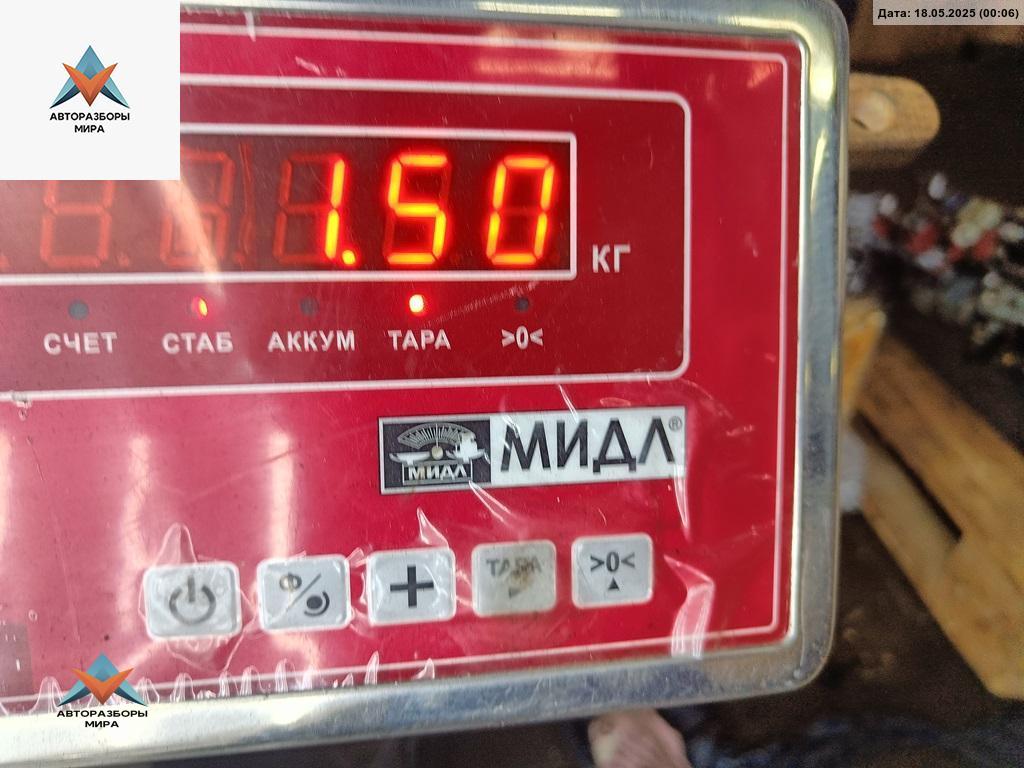 Дата: 18.05.2025 (00:06)
АВТОРАЗБОРЫ
МИРА
1.50
КГ
СЧЕТ СТАБ АККУМ ТАРА >0<
МИДЛ МИДЛ®
ТАРА >0<
АВТОРАЗБОРЫ
МИРА